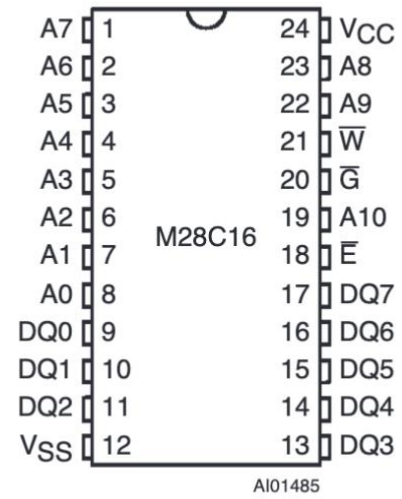 A7 1 24 VCC
A6 2 23 A8
A5 3 22 A9
A4 4 21 W̅
A3 5 20 G̅
A2 6 19 A10
M28C16
A1 7 18 E̅
A0 8 17 DQ7
DQ0 9 16 DQ6
DQ1 10 15 DQ5
DQ2 11 14 DQ4
VSS 12 13 DQ3
AI01485